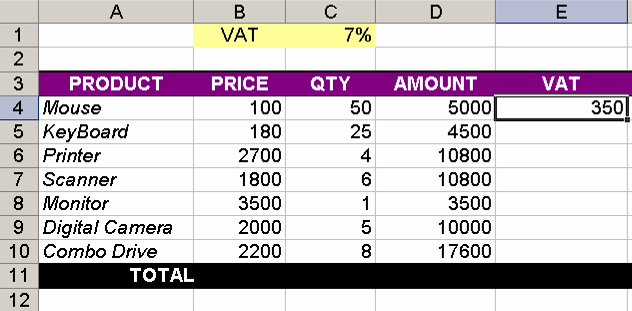 A B C D E
1 VAT 7%
2
3 PRODUCT PRICE QTY AMOUNT VAT
4 Mouse 100 50 5000 350
5 KeyBoard 180 25 4500
6 Printer 2700 4 10800
7 Scanner 1800 6 10800
8 Monitor 3500 1 3500
9 Digital Camera 2000 5 10000
10 Combo Drive 2200 8 17600
11 TOTAL
12